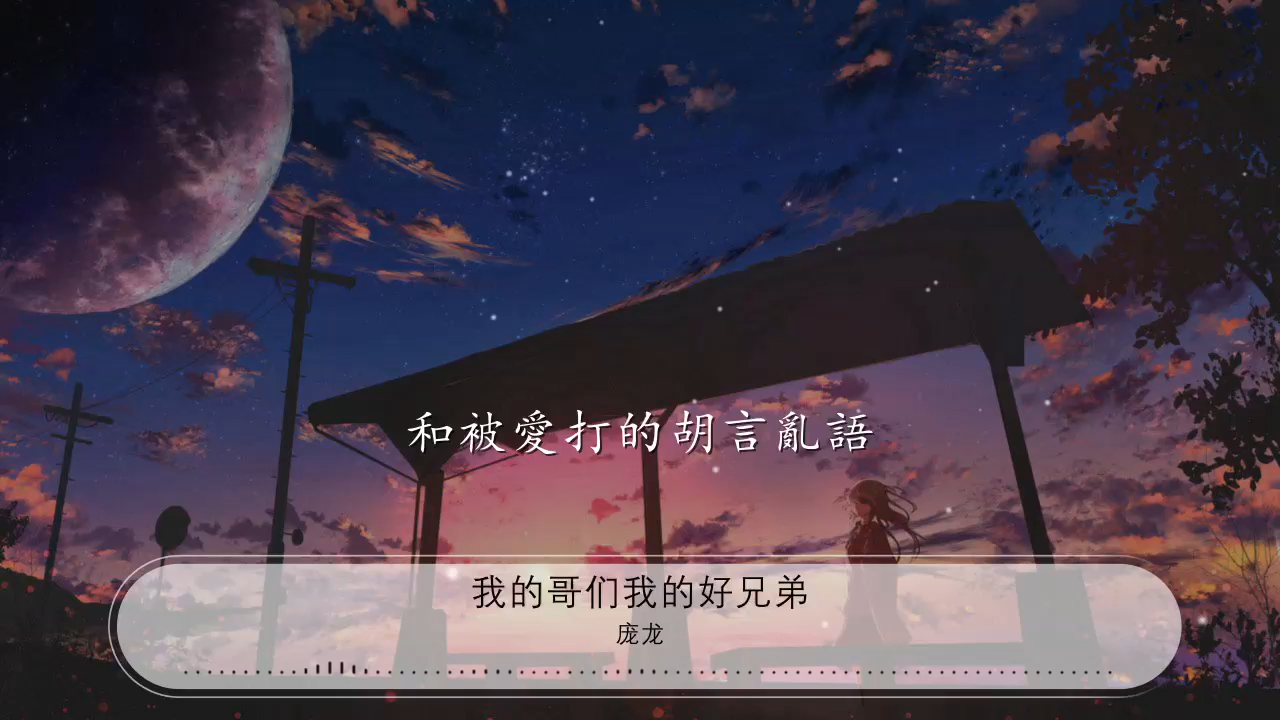 和被愛打的胡言亂語
我的哥们我的好兄弟
庞龙